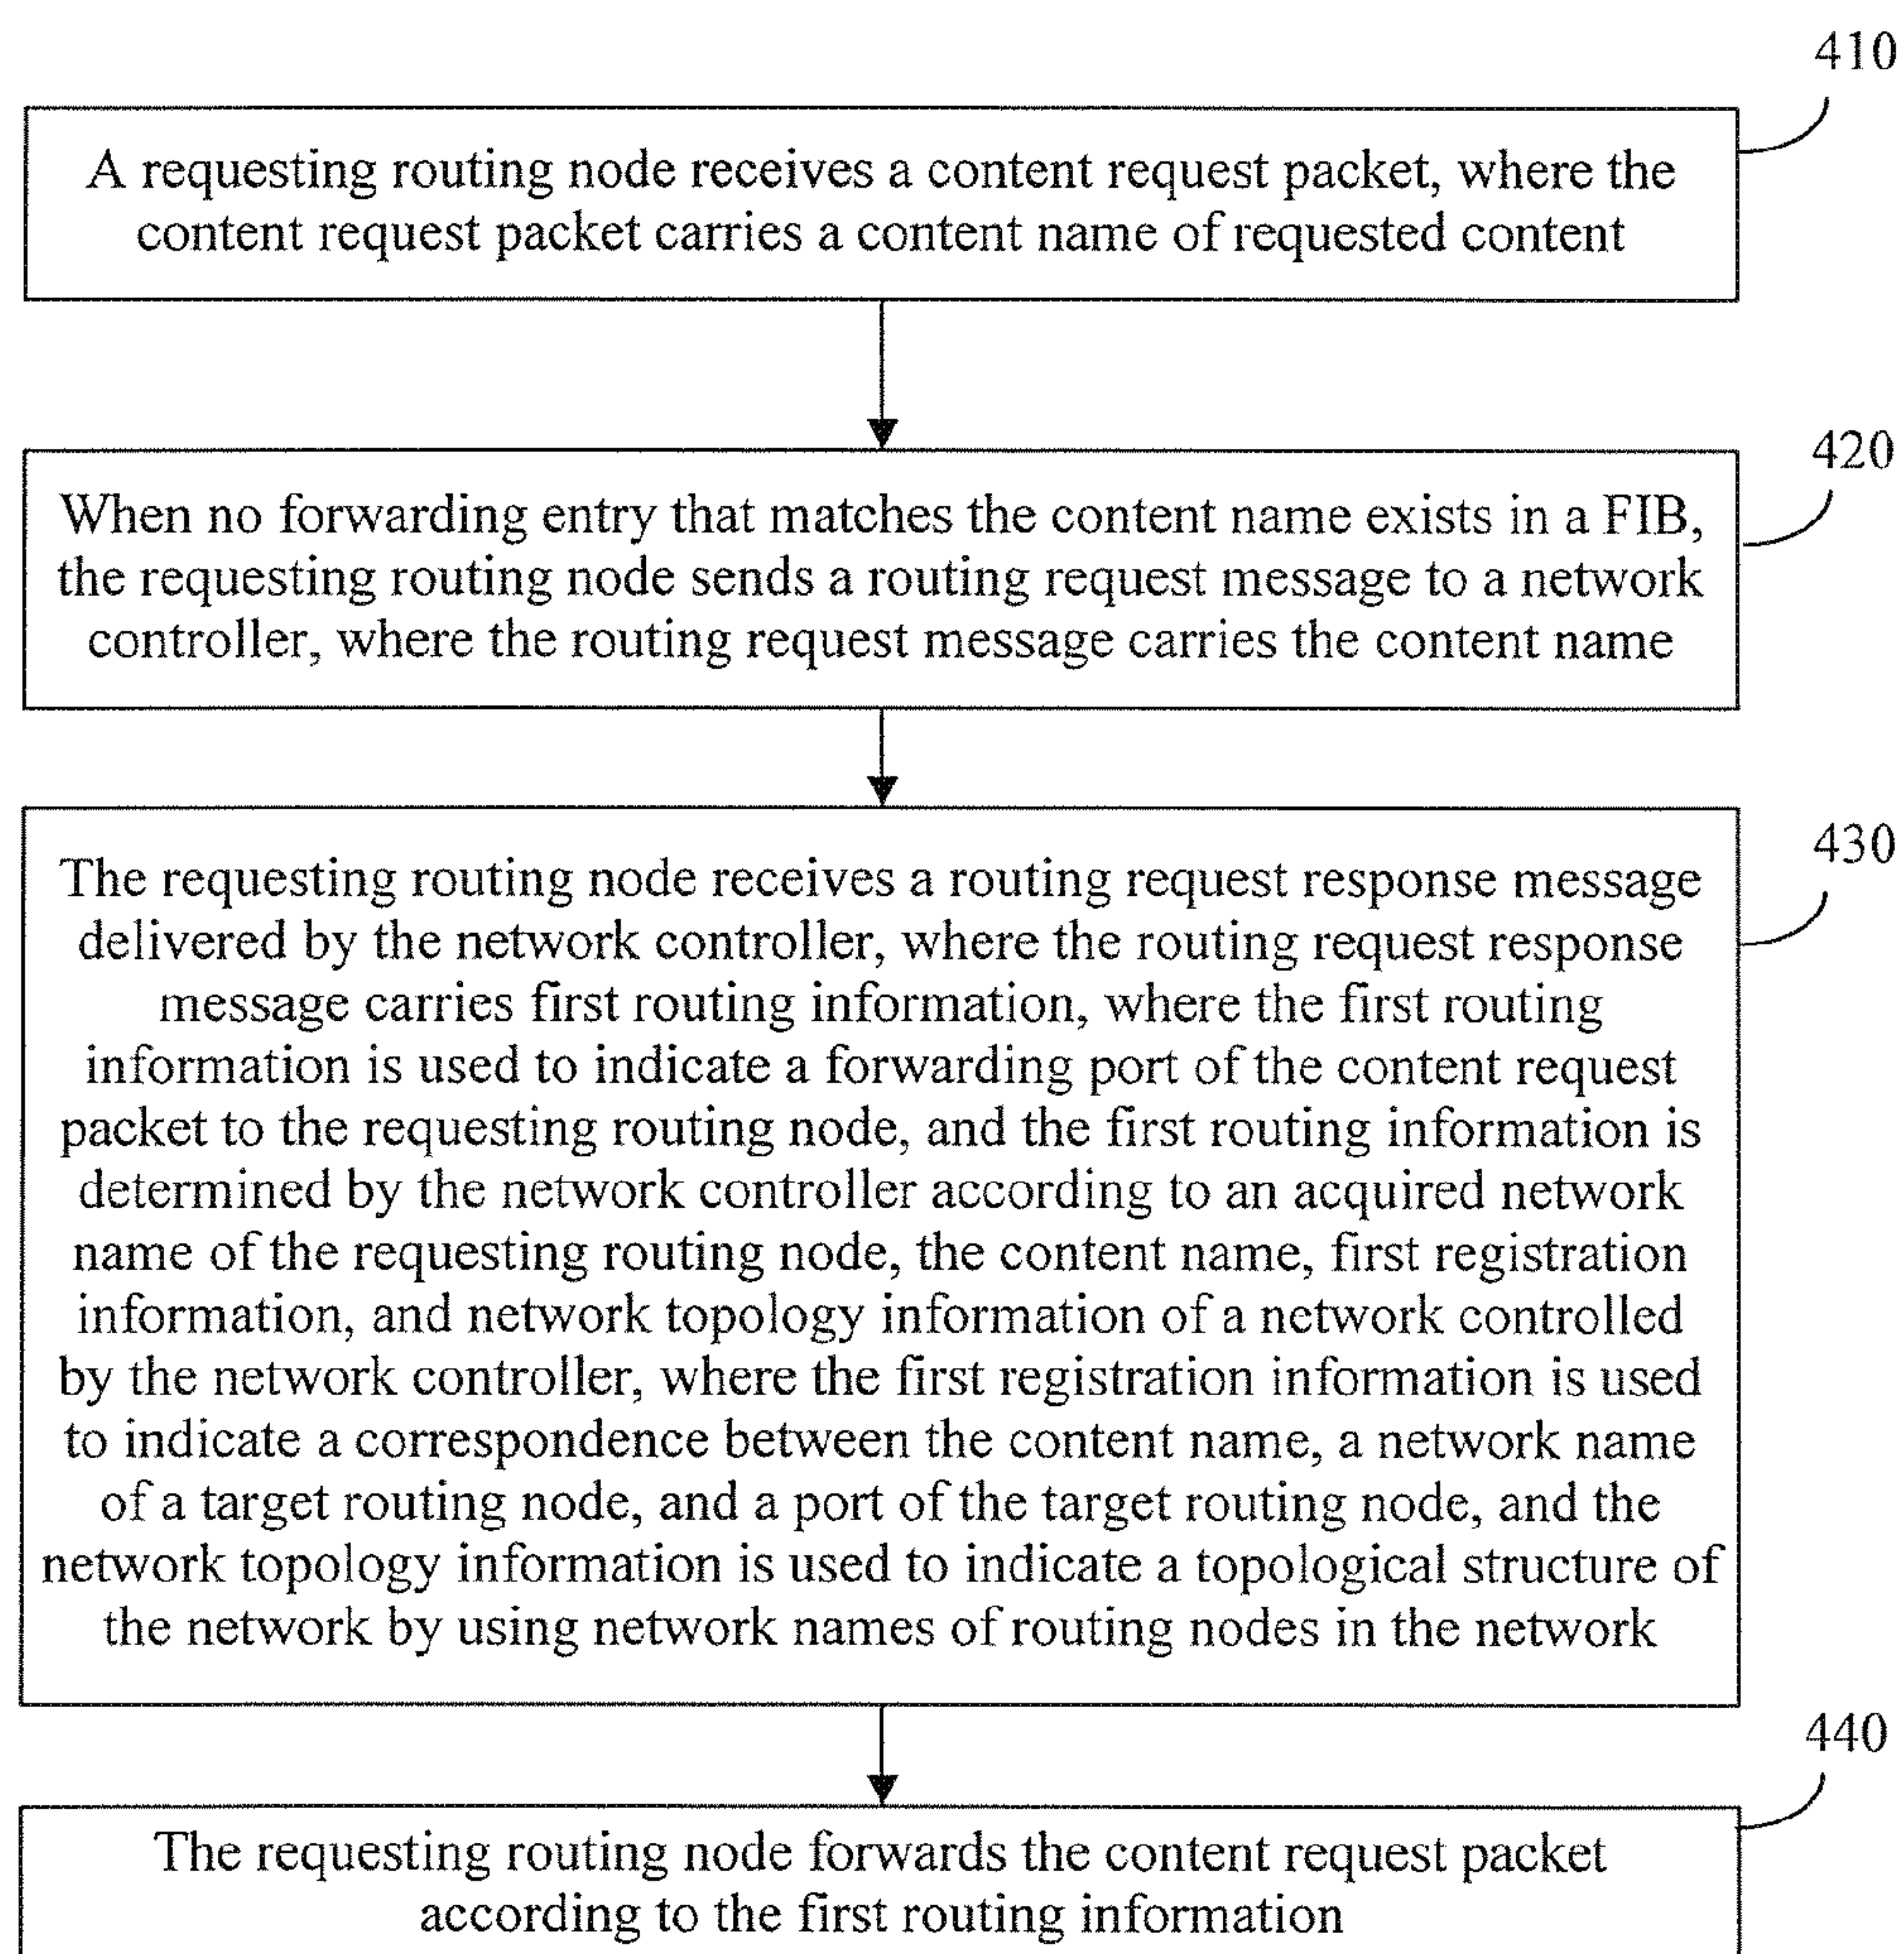 410
A requesting routing node receives a content request packet, where the
content request packet carries a content name of requested content
420
When no forwarding entry that matches the content name exists in a FIB,
the requesting routing node sends a routing request message to a network
controller, where the routing request message carries the content name
430
The requesting routing node receives a routing request response message
delivered by the network controller, where the routing request response
message carries first routing information, where the first routing
information is used to indicate a forwarding port of the content request
packet to the requesting routing node, and the first routing information is
determined by the network controller according to an acquired network
name of the requesting routing node, the content name, first registration
information, and network topology information of a network controlled
by the network controller, where the first registration information is used
to indicate a correspondence between the content name, a network name
of a target routing node, and a port of the target routing node, and the
network topology information is used to indicate a topological structure of
the network by using network names of routing nodes in the network
440
The requesting routing node forwards the content request packet
according to the first routing information